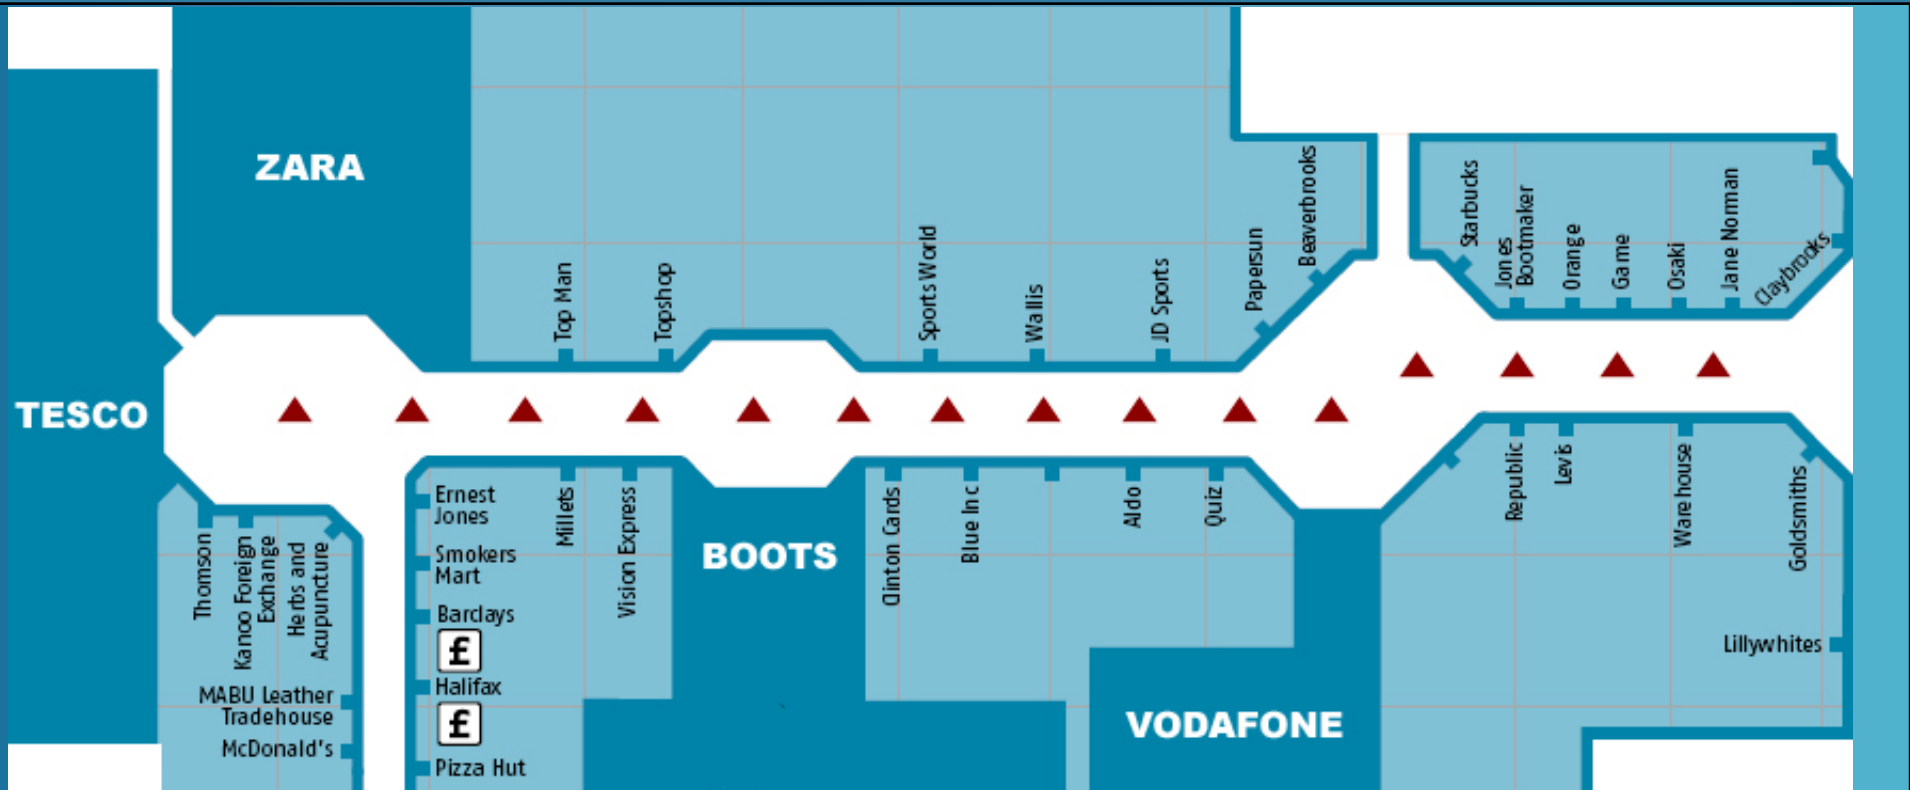 ZARA
TESCO
Top Man
Topshop
Sports World
Wallis
JD Sports
Papersun
Beaverbrooks
Starbucks
Jones
Bootmaker
Orange
Game
Osaki
Jane Norman
Claybrooks
Thomson
Kanoo Foreign
Exchange
Herbs and
Acupuncture
MABU Leather
Tradehouse
McDonald's
Ernest
Jones
Smokers
Mart
Barclays
£
Halifax
£
Pizza Hut
Millets
Vision Express
BOOTS
Clinton Cards
Blue Inc
Aldo
Quiz
VODAFONE
Republic
Levis
Warehouse
Goldsmiths
Lillywhites